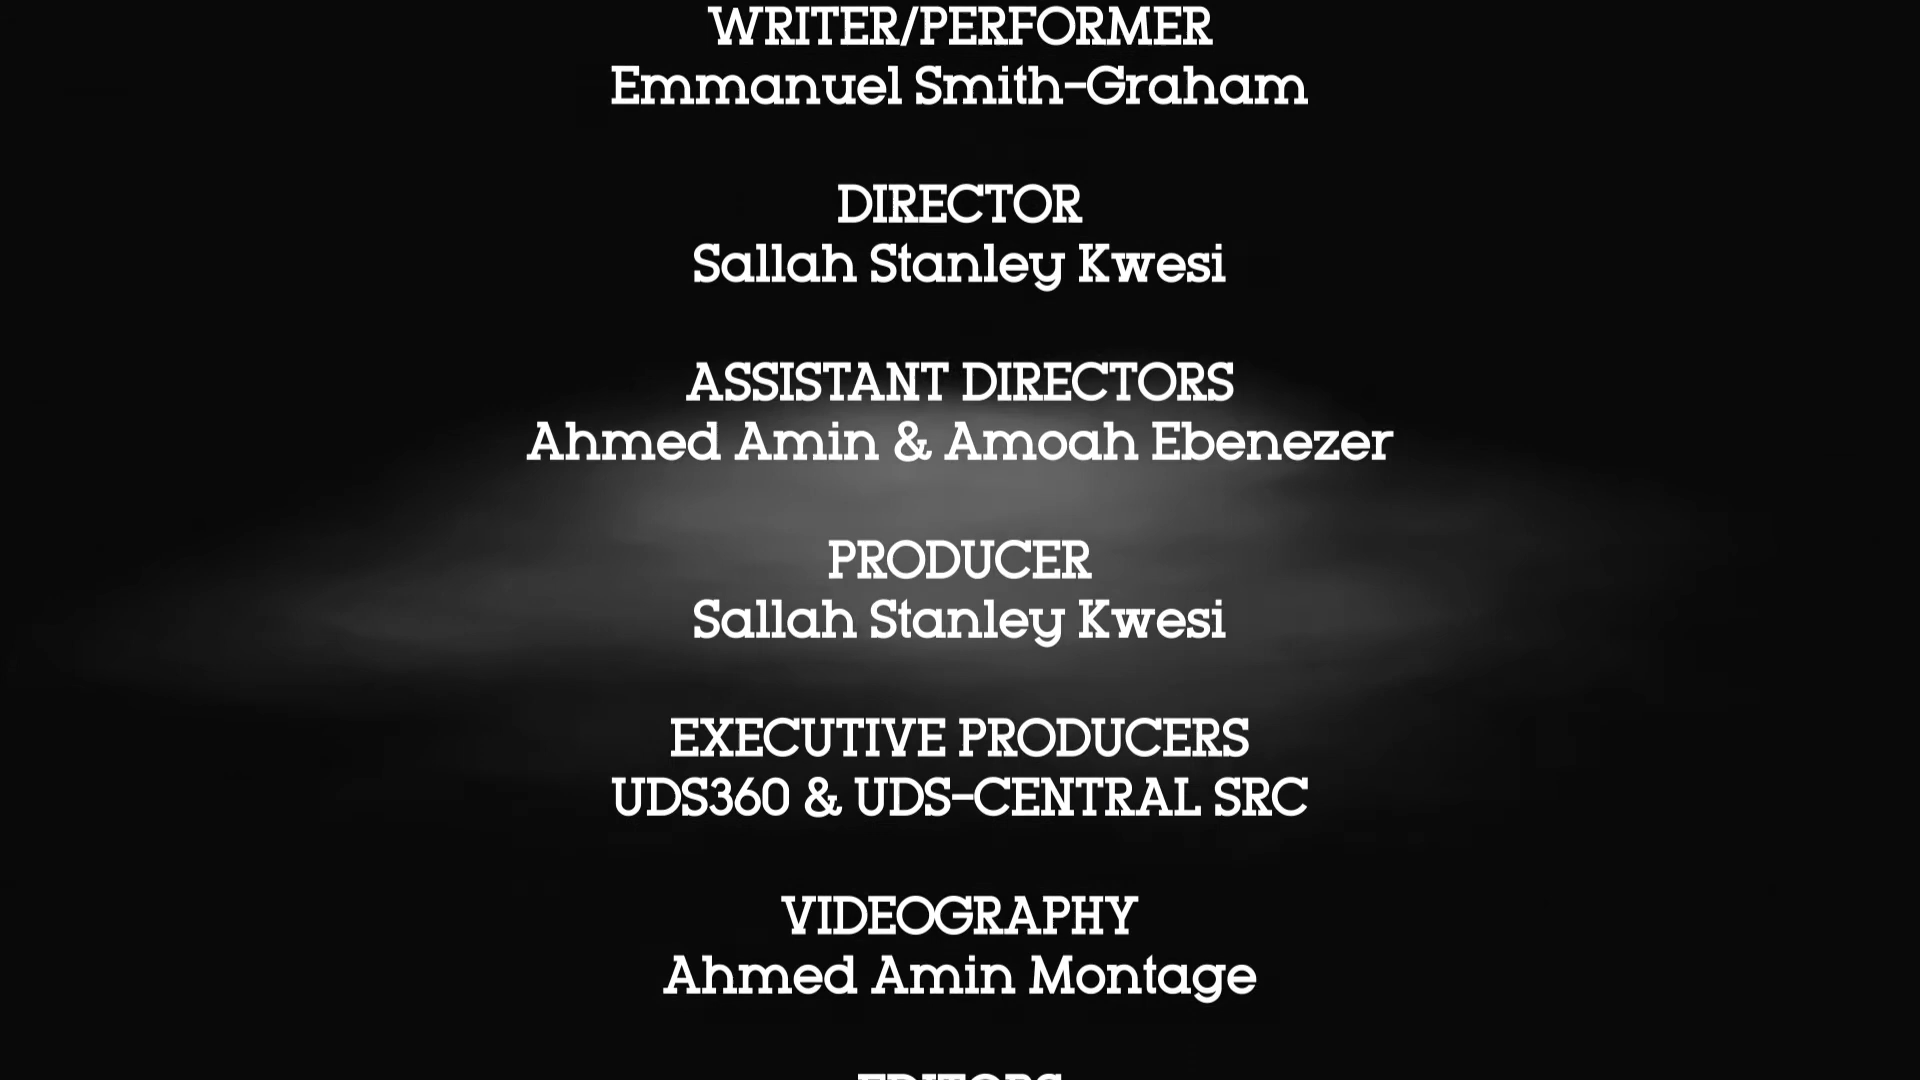 WRITER/PERFORMER
Emmanuel Smith-Graham
DIRECTOR
Sallah Stanley Kwesi
ASSISTANT DIRECTORS
Ahmed Amin & Amoah Ebenezer
PRODUCER
Sallah Stanley Kwesi
EXECUTIVE PRODUCERS
UDS360 & UDS-CENTRAL SRC
VIDEOGRAPHY
Ahmed Amin Montage
EDITORS